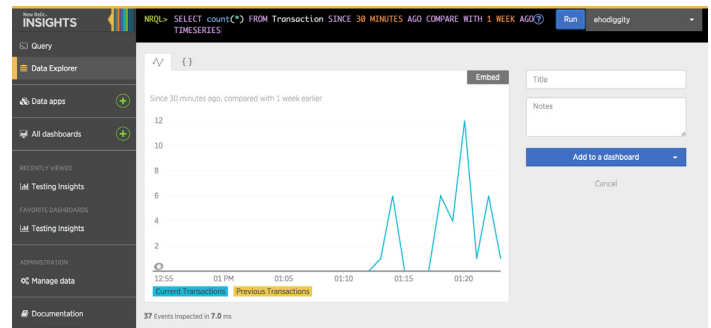 New Relic.
INSIGHTS
NRQL> SELECT count(*) FROM Transaction SINCE 30 MINUTES AGO COMPARE WITH 1 WEEK AGO
TIMESERIES
?
Run
ehodiggity
Query
Data Explorer
Data apps
All dashboards
RECENTLY VIEWED
Testing Insights
FAVORITE DASHBOARDS
Testing Insights
ADMINISTRATION
Manage data
Documentation
{}
Embed
Since 30 minutes ago, compared with 1 week earlier
12
10
8
6
4
2
0
12:55 01 PM 01:05 01:10 01:15 01:20
Current Transactions Previous Transactions
37 Events Inspected in 7.0 ms
Title
Notes
Add to a dashboard
Cancel